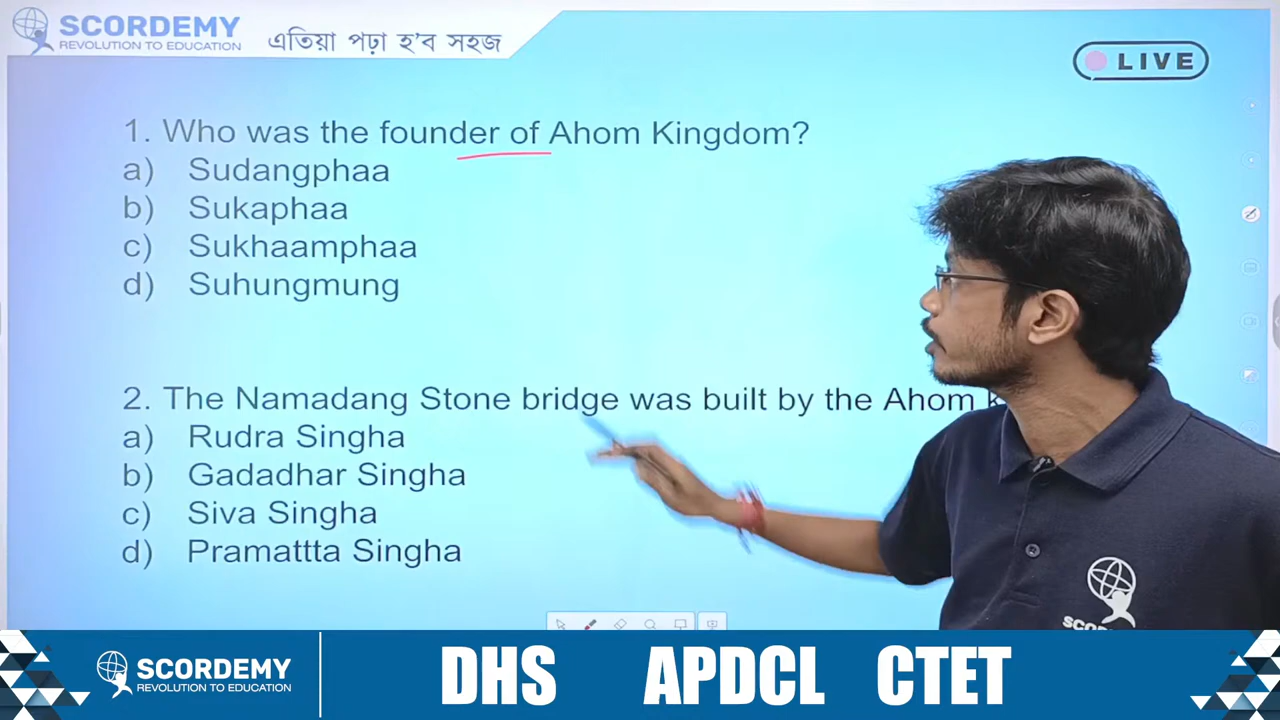 SCORDEMY
REVOLUTION TO EDUCATION
এতিয়া পঢ়া হ'ব সহজ
LIVE
1. Who was the founder of Ahom Kingdom?
a) Sudangphaa
b) Sukaphaa
c) Sukhaamphaa
d) Suhungmung
2. The Namadang Stone bridge was built by the Ahom
a) Rudra Singha
b) Gadadhar Singha
c) Siva Singha
d) Pramattta Singha
SCORDEMY
REVOLUTION TO EDUCATION
DHS APDCL CTET